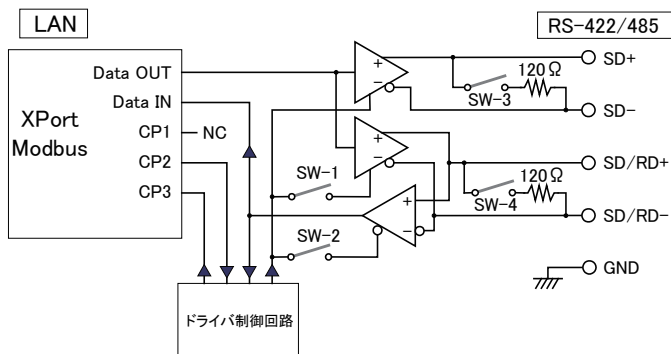 LAN
RS-422/485
XPort
Modbus
Data OUT
Data IN
CP1
NC
CP2
CP3
+
−
SW-3
120Ω
SD+
SD-
SW-1
+
−
SW-4
120Ω
SD/RD+
+
−
SW-2
SD/RD-
GND
ドライバ制御回路